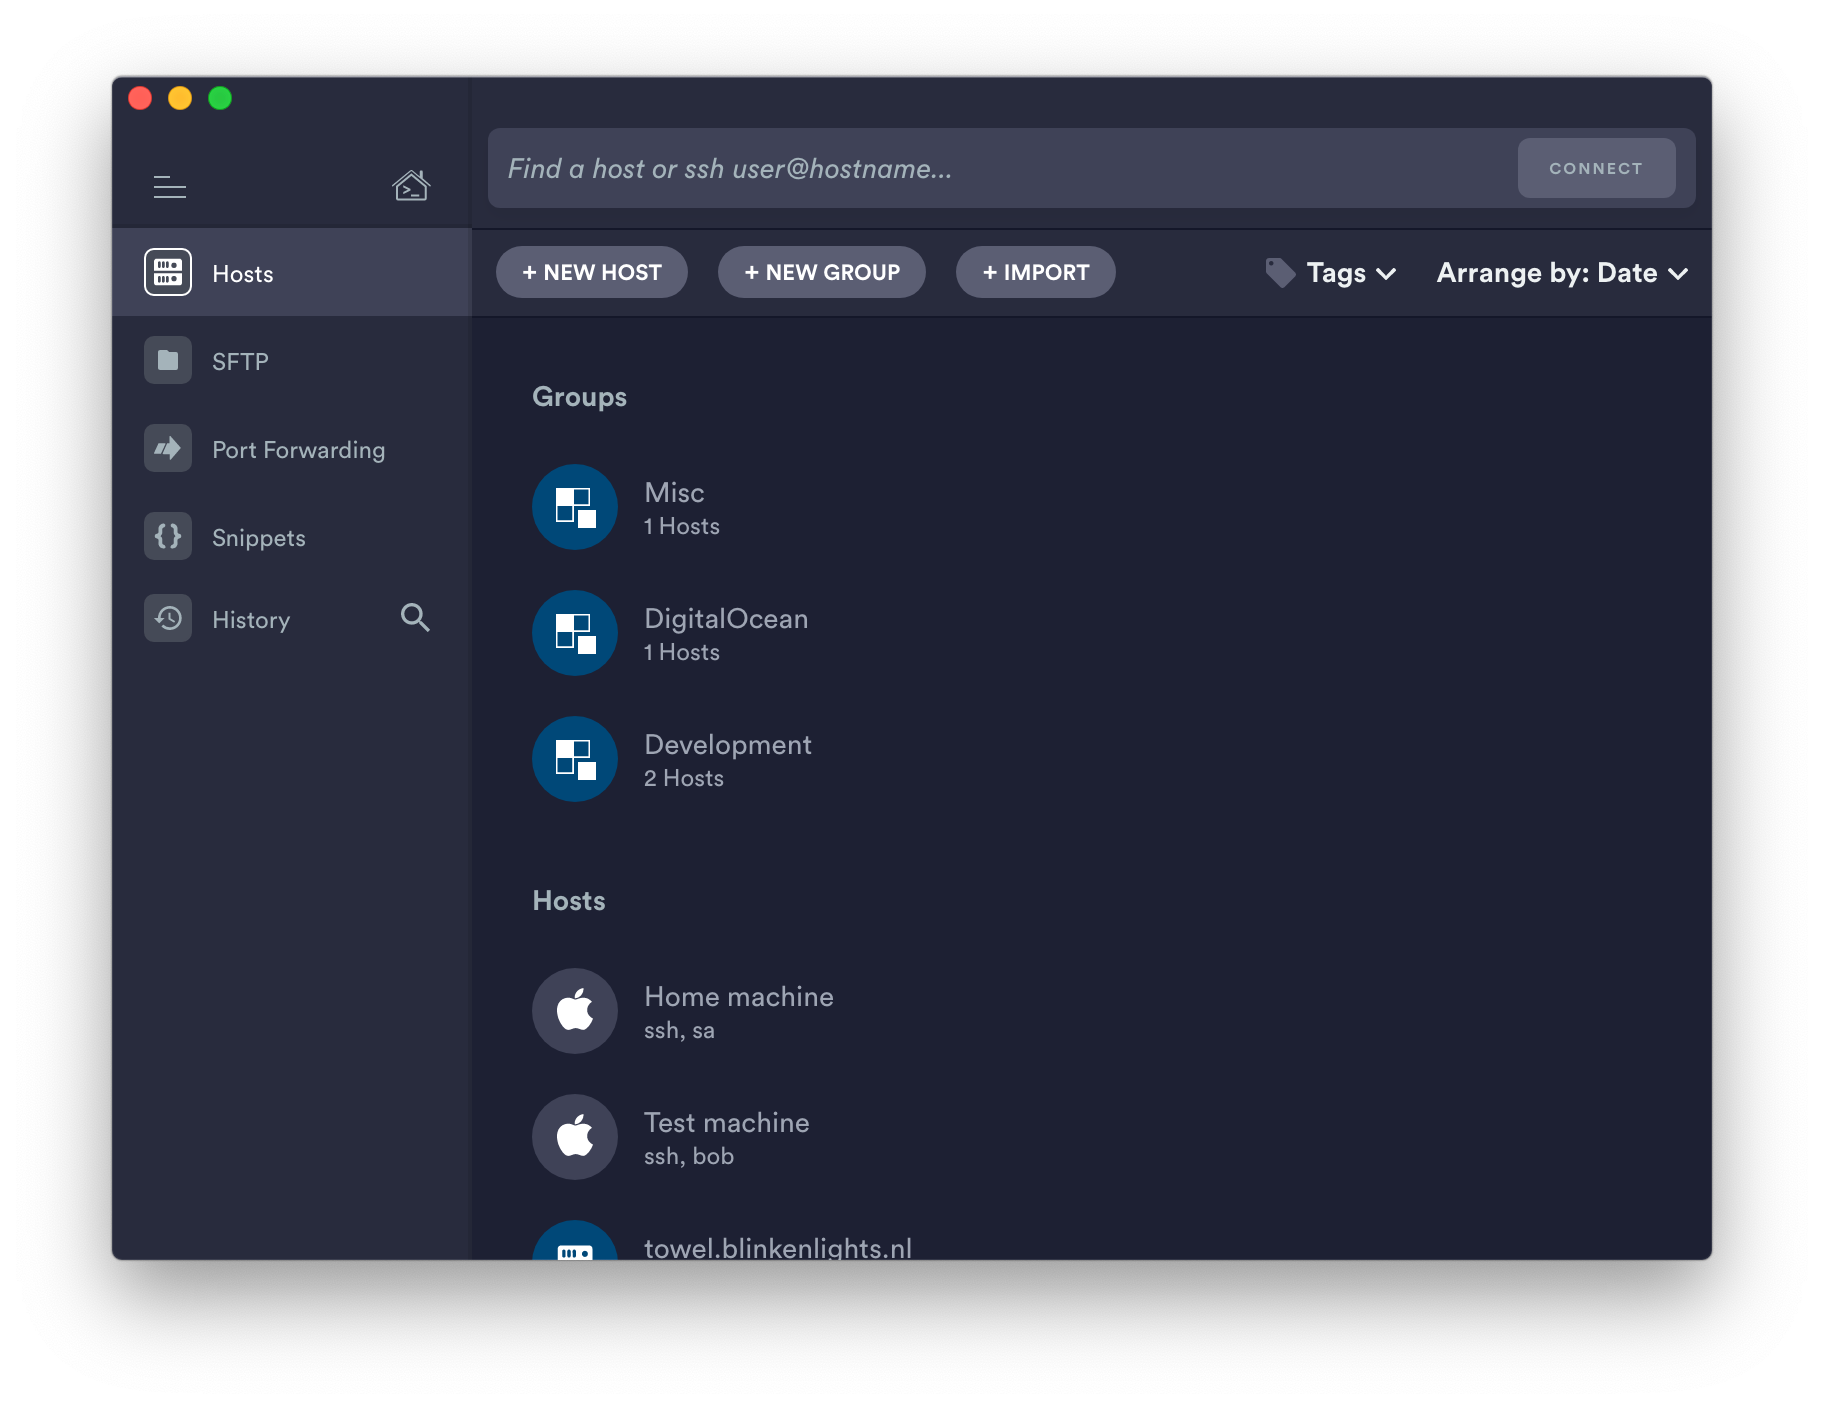 Find a host or ssh user@hostname...
CONNECT
Hosts
SFTP
Port Forwarding
Snippets
History
+ NEW HOST
+ NEW GROUP
+ IMPORT
Tags
Arrange by: Date
Groups
Misc
1 Hosts
DigitalOcean
1 Hosts
Development
2 Hosts
Hosts
Home machine
ssh, sa
Test machine
ssh, bob
towel.blinkenlights.nl